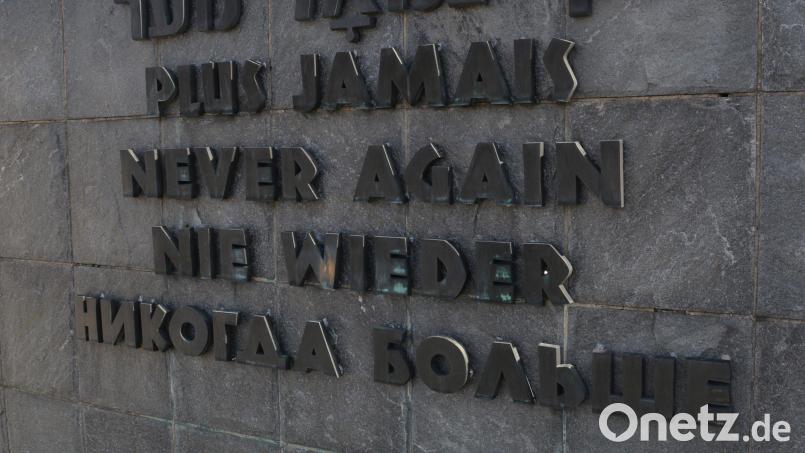 PLUS JAMAIS
NEVER AGAIN
NIE WIEDER
НИКОГДА БОЛЬШЕ
Onetz.de